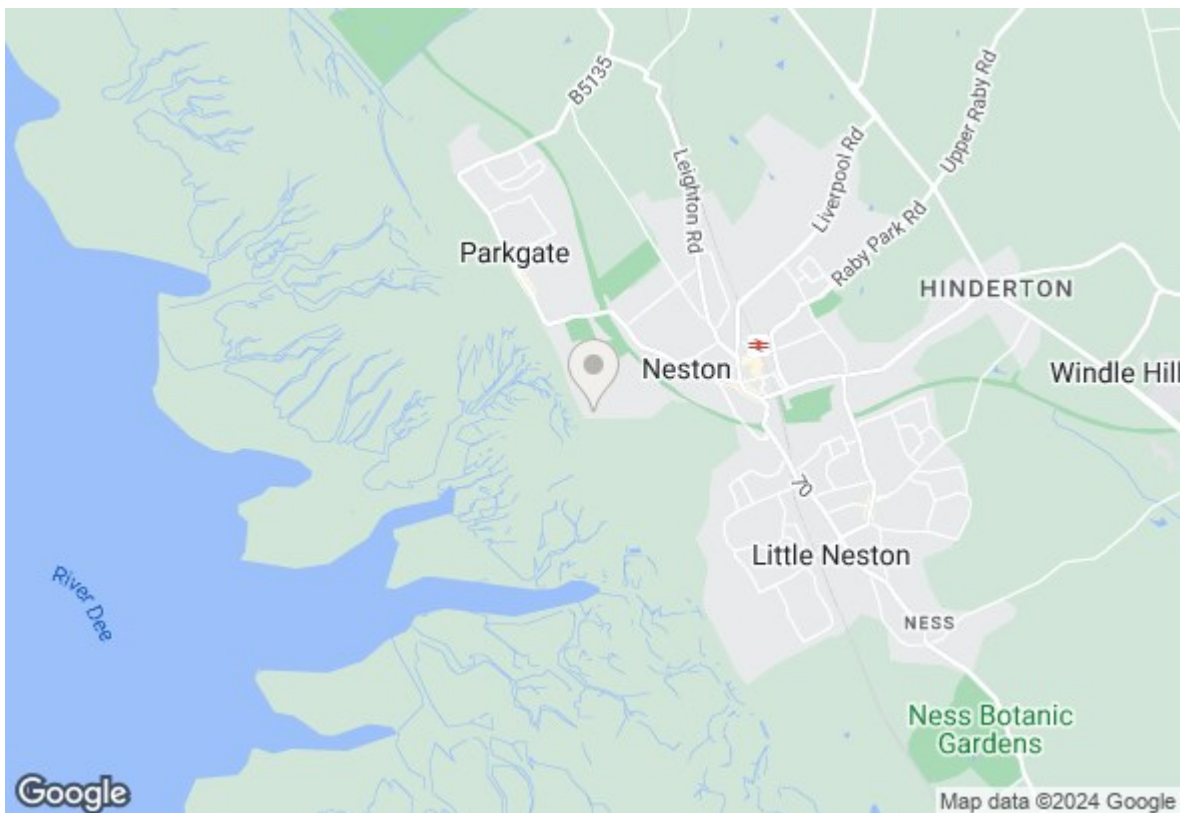 B5135
Upper Raby Rd
Leighton Rd
Liverpool Rd
Parkgate
Raby Park Rd
HINDERTON
Neston
Windle Hill
70
Little Neston
River Dee
NESS
Ness Botanic
Gardens
Google
Map data ©2024 Google